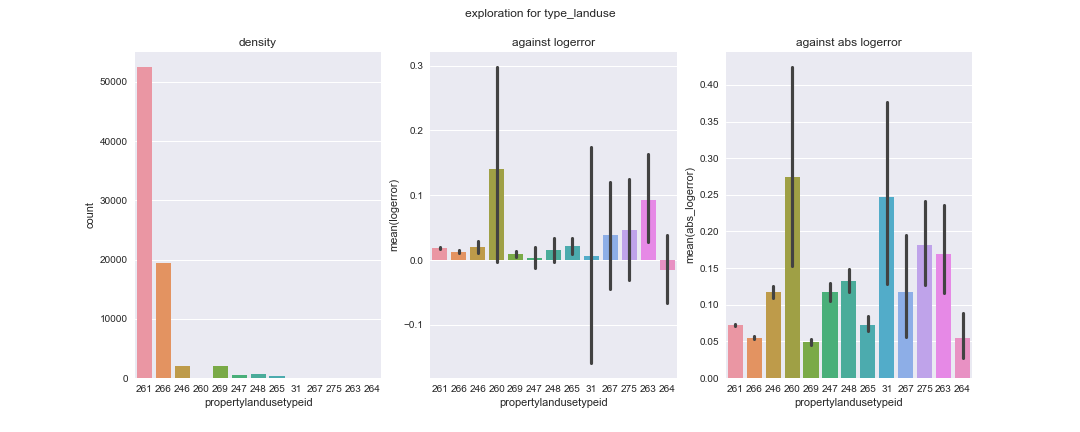 exploration for type_landuse
density
count
50000
40000
30000
20000
10000
0
261 266 246 260 269 247 248 265 31 267 275 263 264
propertylandusetypeid
against logerror
mean(logerror)
0.3
0.2
0.1
0.0
−0.1
261 266 246 260 269 247 248 265 31 267 275 263 264
propertylandusetypeid
against abs logerror
mean(abs_logerror)
0.40
0.35
0.30
0.25
0.20
0.15
0.10
0.05
0.00
261 266 246 260 269 247 248 265 31 267 275 263 264
propertylandusetypeid